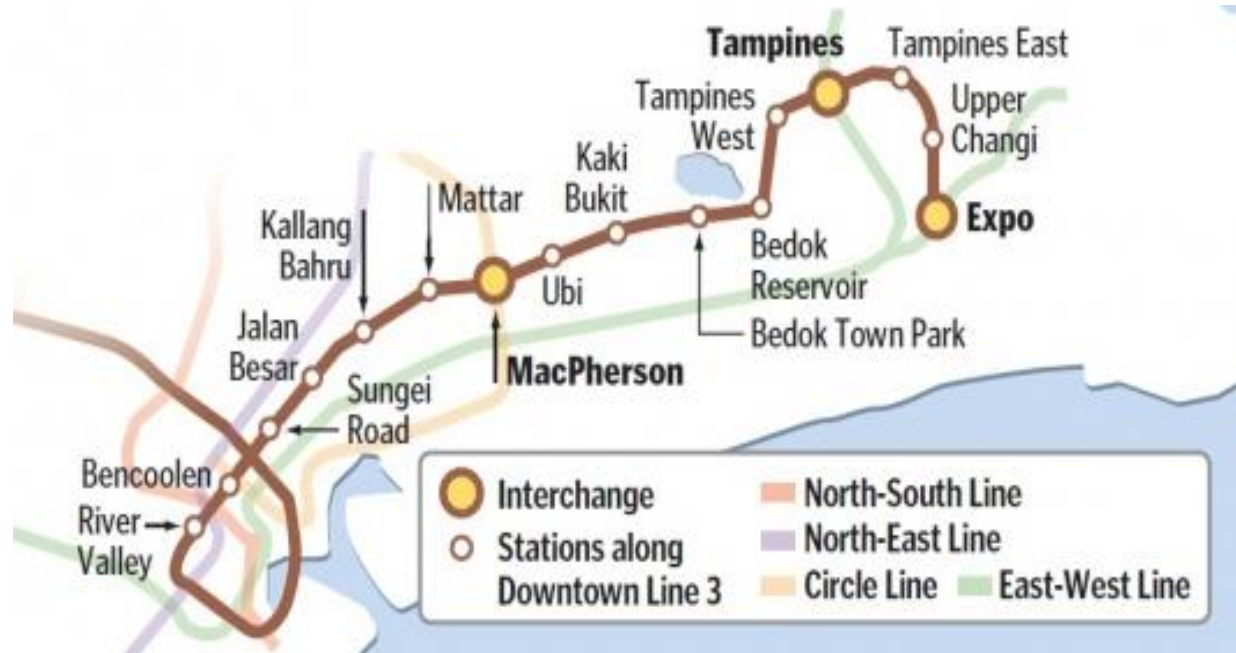 Tampines
Tampines East
Tampines
West
Upper
Changi
Kaki
Bukit
Mattar
Kallang
Bahru
Expo
Bedok
Reservoir
Ubi
Bedok Town Park
Jalan
Besar
MacPherson
Sungei
Road
Bencoolen
River
Valley
Interchange
Stations along
Downtown Line 3
North-South Line
North-East Line
Circle Line
East-West Line